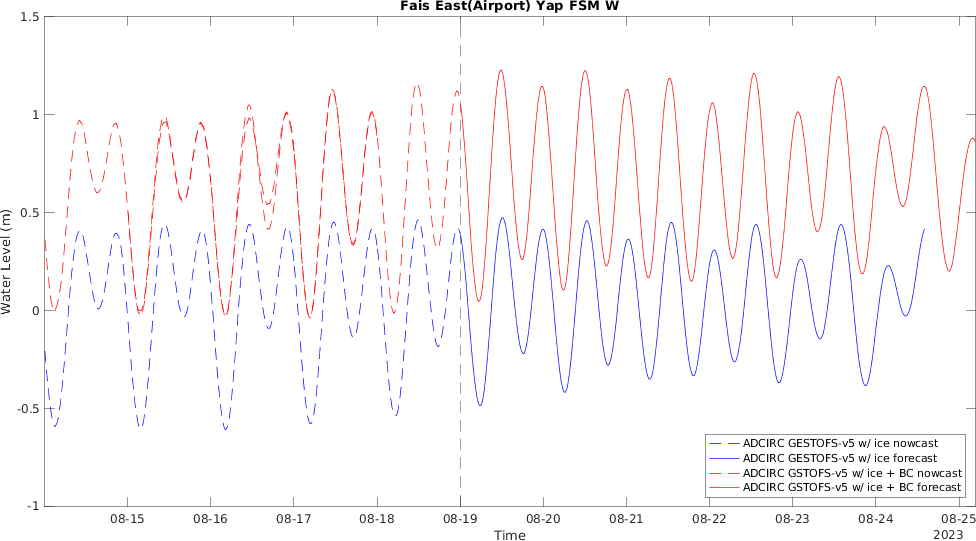 Fais East(Airport) Yap FSM W
1.5
1
0.5
0
-0.5
-1
Water Level (m)
08-15 08-16 08-17 08-18 08-19 08-20 08-21 08-22 08-23 08-24 08-25
Time
2023
ADCIRC GESTOFS-v5 w/ ice nowcast
ADCIRC GESTOFS-v5 w/ ice forecast
ADCIRC GSTOFS-v5 w/ ice + BC nowcast
ADCIRC GSTOFS-v5 w/ ice + BC forecast